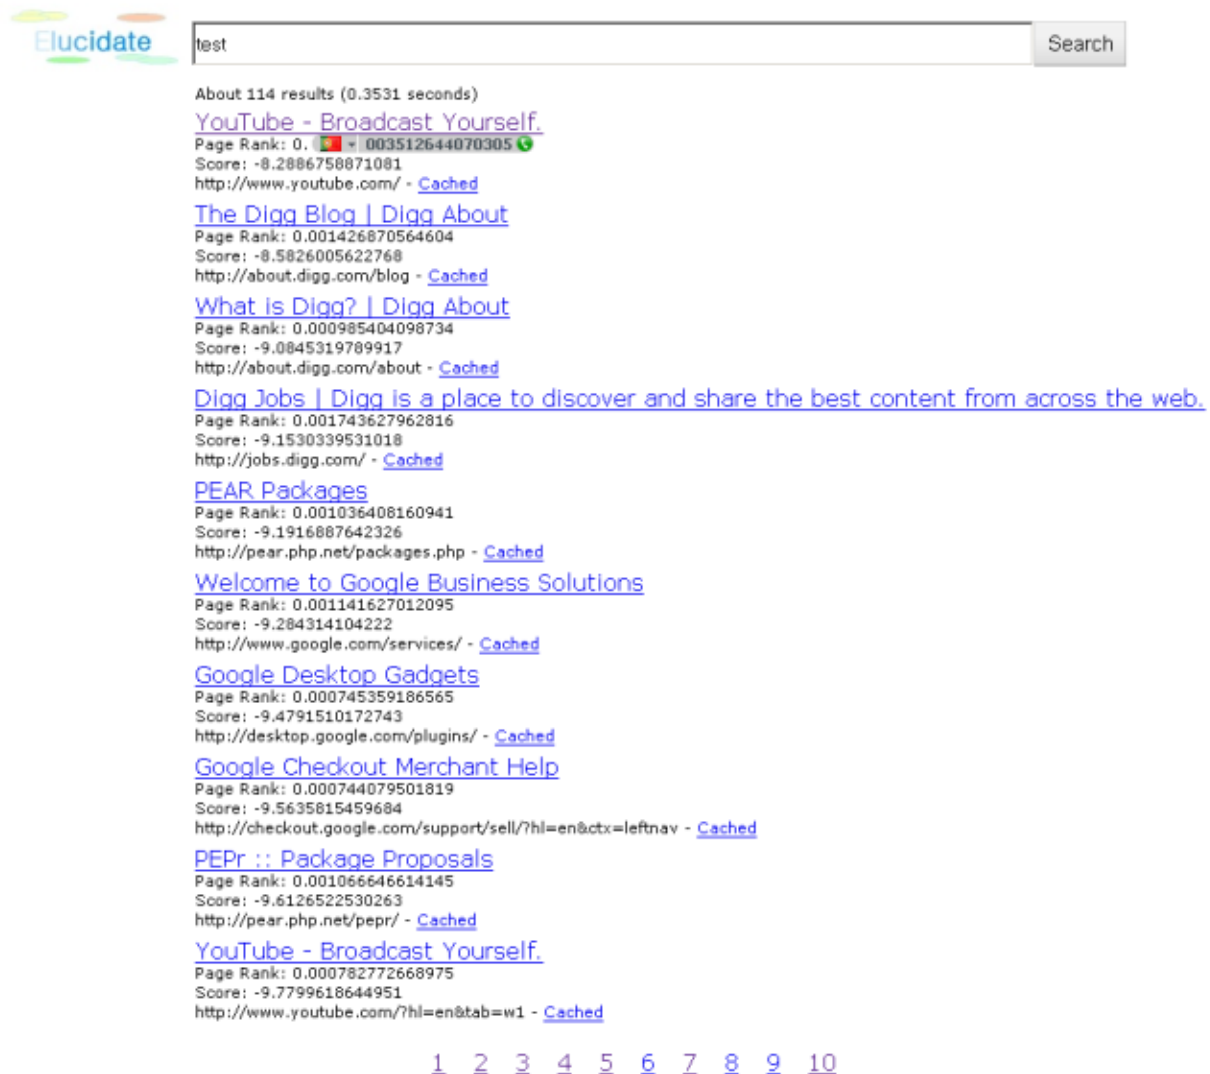 Elucidate
test
Search
About 114 results (0.3531 seconds)
YouTube - Broadcast Yourself.
Page Rank: 0. 003512644070305
Score: -8.2886758871081
http://www.youtube.com/ - Cached
The Digg Blog | Digg About
Page Rank: 0.001426870564604
Score: -8.5826005622768
http://about.digg.com/blog - Cached
What is Digg? | Digg About
Page Rank: 0.000985404098734
Score: -9.0845319789917
http://about.digg.com/about - Cached
Digg Jobs | Digg is a place to discover and share the best content from across the web.
Page Rank: 0.001743627962816
Score: -9.1530339531018
http://jobs.digg.com/ - Cached
PEAR Packages
Page Rank: 0.001036408160941
Score: -9.1916887642326
http://pear.php.net/packages.php - Cached
Welcome to Google Business Solutions
Page Rank: 0.001141627012095
Score: -9.284314104222
http://www.google.com/services/ - Cached
Google Desktop Gadgets
Page Rank: 0.000745359186565
Score: -9.4791510172743
http://desktop.google.com/plugins/ - Cached
Google Checkout Merchant Help
Page Rank: 0.000744079501819
Score: -9.5635815459684
http://checkout.google.com/support/sell/?hl=en&ctx=leftnav - Cached
PEPr :: Package Proposals
Page Rank: 0.001066646614145
Score: -9.6126522530263
http://pear.php.net/pepr/ - Cached
YouTube - Broadcast Yourself.
Page Rank: 0.000782772668975
Score: -9.7799618644951
http://www.youtube.com/?hl=en&tab=w1 - Cached
1 2 3 4 5 6 7 8 9 10